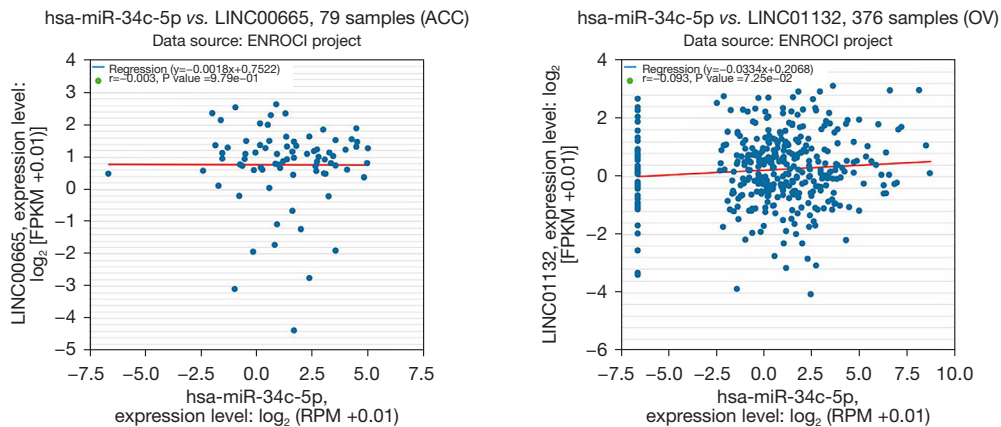 hsa-miR-34c-5p vs. LINC00665, 79 samples (ACC)
Data source: ENROCI project
Regression (y=−0.0018x+0.7522)
r=−0.003, P value =9.79e−01
4
3
2
1
0
−1
−2
−3
−4
−5
LINC00665, expression level:
log2 [FPKM +0.01)]
−7.5 −5.0 −2.5 0.0 2.5 5.0 7.5
hsa-miR-34c-5p,
expression level: log2 (RPM +0.01)
hsa-miR-34c-5p vs. LINC01132, 376 samples (OV)
Data source: ENROCI project
Regression (y=−0.0334x+0.2068)
r=−0.093, P value =7.25e−02
4
2
0
−2
−4
−6
LINC01132, expression level: log2
[FPKM +0.01)]
−7.5 −5.0 −2.5 0.0 2.5 5.0 7.5 10.0
hsa-miR-34c-5p,
expression level: log2 (RPM +0.01)